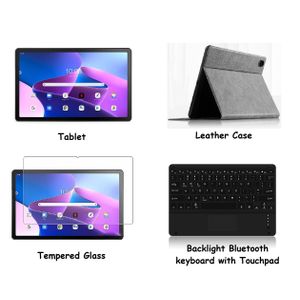 Tablet
Leather Case
Tempered Glass
Backlight Bluetooth
keyboard with Touchpad